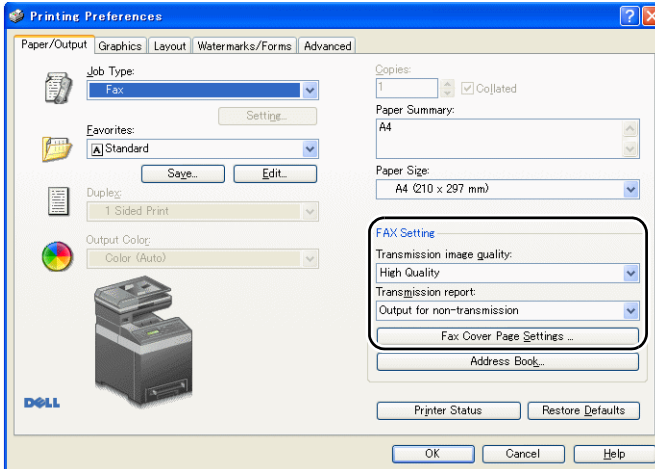 Printing Preferences
Paper/Output Graphics Layout Watermarks/Forms Advanced
Job Type:
Fax
Setting...
Favorites:
A Standard
Save... Edit...
Duplex:
1 Sided Print
Output Color:
Color (Auto)
DELL
Copies:
1 Collated
Paper Summary:
A4
Paper Size:
A4 (210 x 297 mm)
FAX Setting
Transmission image quality:
High Quality
Transmission report:
Output for non-transmission
Fax Cover Page Settings ...
Address Book...
Printer Status Restore Defaults
OK Cancel Help